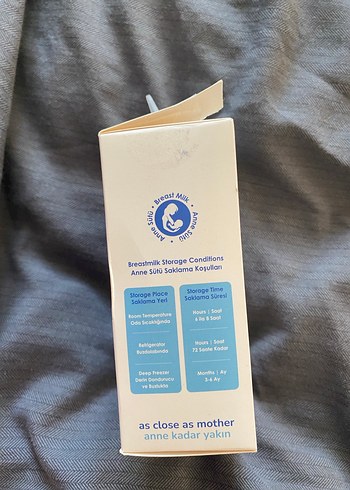 Breast Milk • Anne Sütü • Anne Sütü •
Breastmilk Storage Conditions
Anne Sütü Saklama Koşulları
Storage Place
Saklama Yeri
Storage Time
Saklama Süresi
Room Temperature
Oda Sıcaklığında
Hours | Saat
6 ila 8 Saat
Refrigerator
Buzdolabında
Hours | Saat
72 Saate Kadar
Deep Freezer
Derin Dondurucu
ve Buzlukta
Months | Ay
3-6 Ay
as close as mother
anne kadar yakın